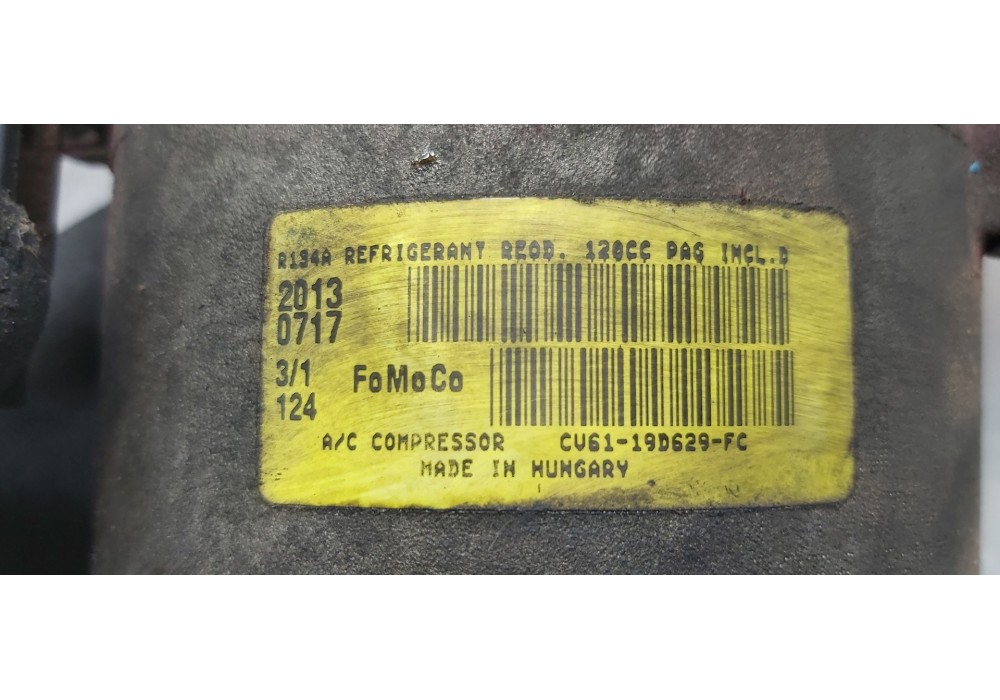 R134A REFRIGERANT REQD. 120CC PAG INCL.D
2013
0717
3/1
124
FoMoCo
A/C COMPRESSOR CV61-19D629-FC
MADE IN HUNGARY